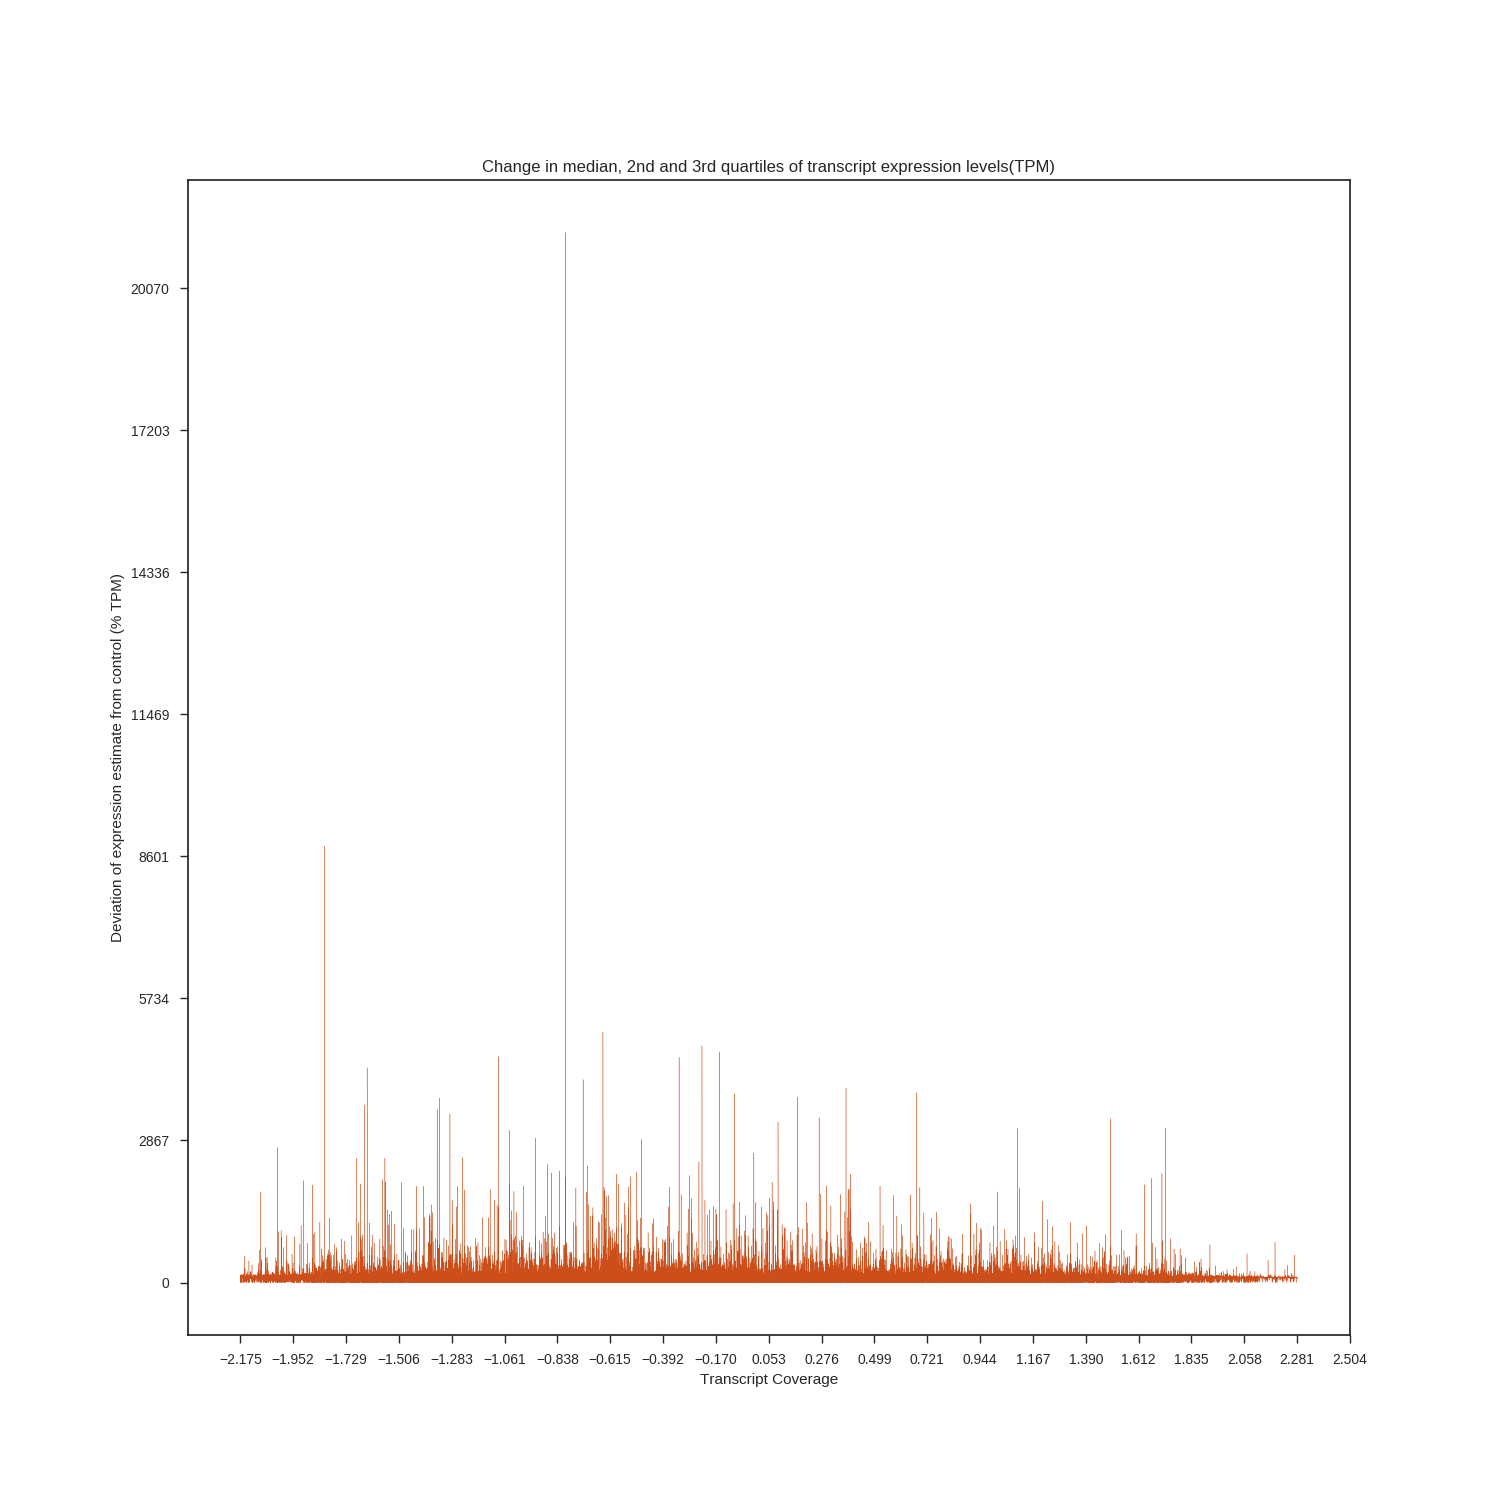 Change in median, 2nd and 3rd quartiles of transcript expression levels(TPM)
Deviation of expression estimate from control (% TPM)
20070
17203
14336
11469
8601
5734
2867
0
−2.175 −1.952 −1.729 −1.506 −1.283 −1.061 −0.838 −0.615 −0.392 −0.170 0.053 0.276 0.499 0.721 0.944 1.167 1.390 1.612 1.835 2.058 2.281 2.504
Transcript Coverage